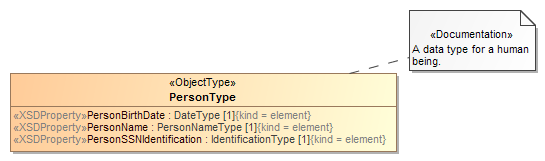 «Documentation»
A data type for a human
being.
«ObjectType»
PersonType
«XSDProperty»PersonBirthDate : DateType [1]{kind = element}
«XSDProperty»PersonName : PersonNameType [1]{kind = element}
«XSDProperty»PersonSSNIdentification : IdentificationType [1]{kind = element}